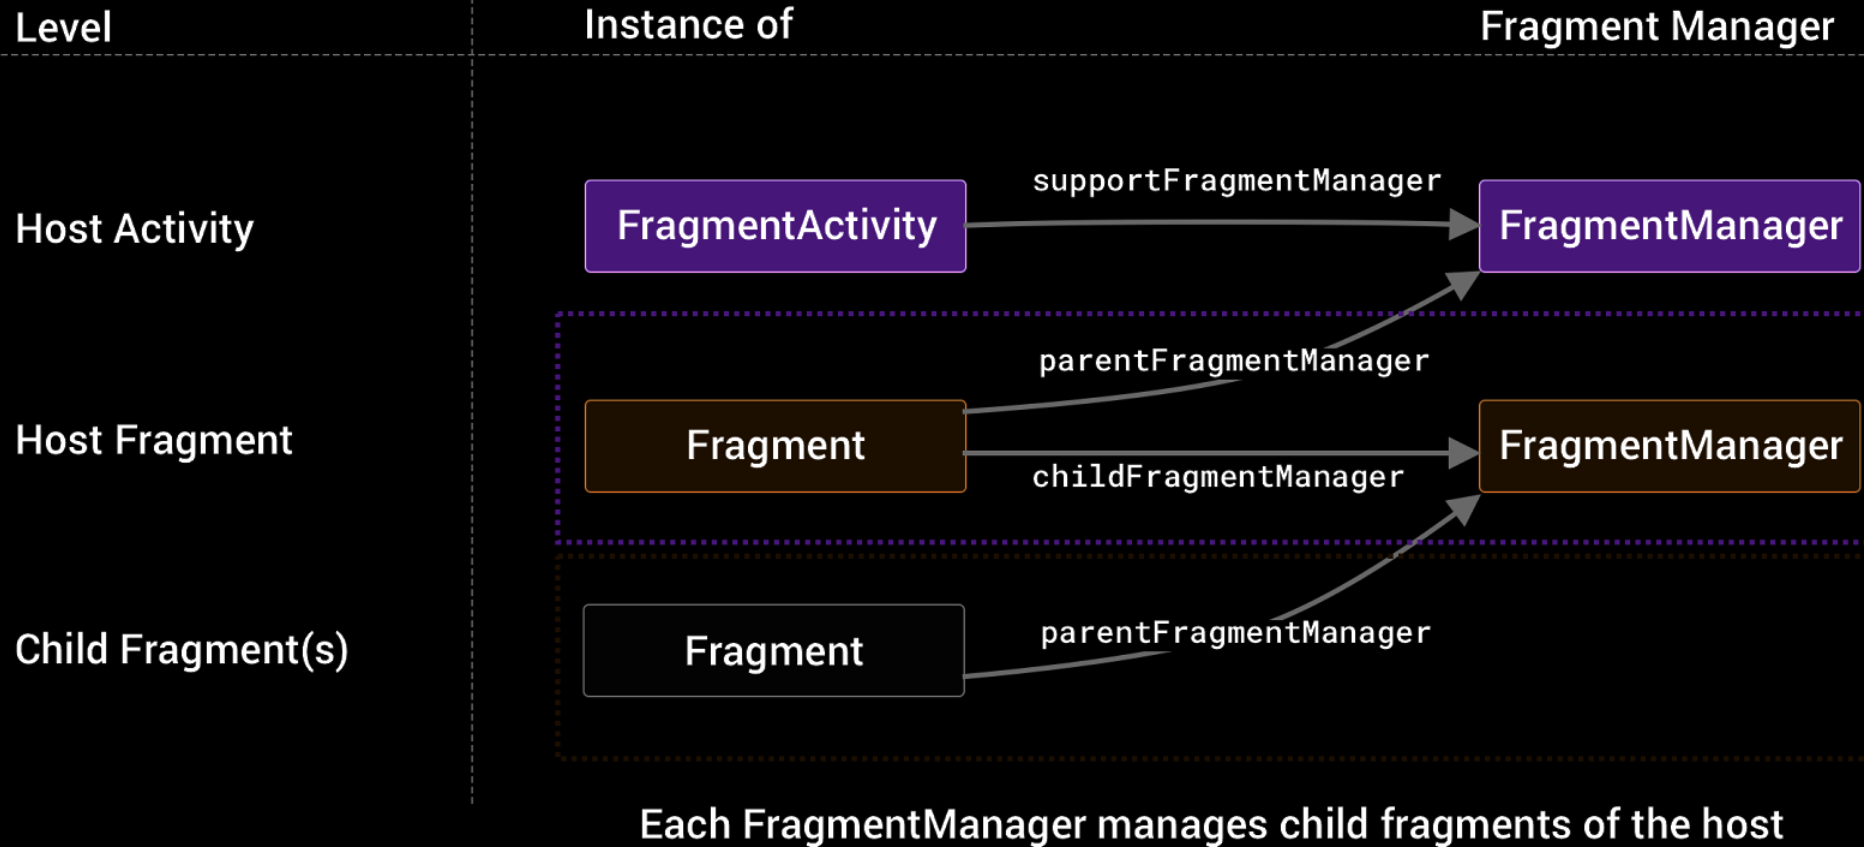 Level
Instance of
Fragment Manager
Host Activity
FragmentActivity
supportFragmentManager
FragmentManager
parentFragmentManager
Host Fragment
Fragment
childFragmentManager
FragmentManager
Child Fragment(s)
Fragment
parentFragmentManager
Each FragmentManager manages child fragments of the host